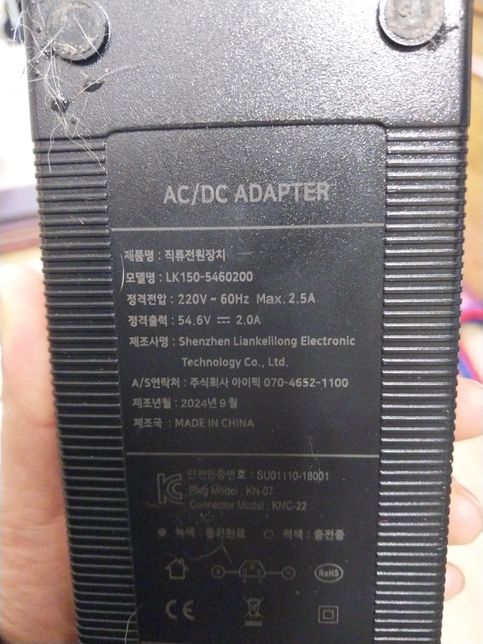 AC/DC ADAPTER
제품명 : 직류전원장치
모델명 : LK150-5460200
정격전압 : 220V ~ 60Hz Max. 2.5A
정격출력 : 54.6V ⎓ 2.0A
제조사명 : Shenzhen Liankelilong Electronic
Technology Co., Ltd.
A/S연락처 : 주식회사 아이픽 070-4652-1100
제조년월 : 2024년 9월
제조국 : MADE IN CHINA
안전인증번호 : SU01110-18001
Plug Model : KN-07
Connector Model : KNC-22
녹색 : 충전완료 적색 : 충전중
RoHS
CE